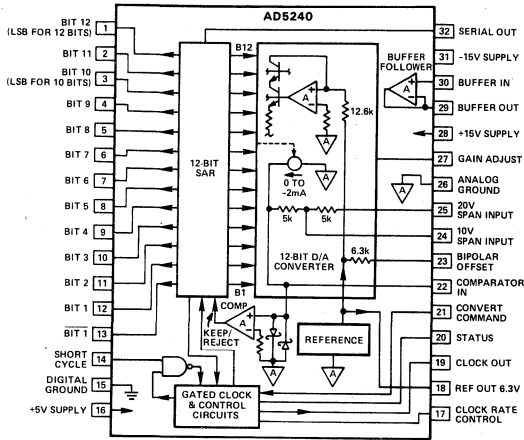 AD5240
BIT 12
(LSB FOR 12 BITS)
1
BIT 11
2
BIT 10
(LSB FOR 10 BITS)
3
BIT 9
4
BIT 8
5
BIT 7
6
BIT 6
7
BIT 5
8
BIT 4
9
BIT 3
10
BIT 2
11
BIT 1
12
BIT 1
13
SHORT
CYCLE
14
DIGITAL
GROUND
15
+5V SUPPLY
16
12-BIT
SAR
B12
B1
A
A
12.6k
A
0 TO
-2mA
5k
5k
6.3k
12-BIT D/A
CONVERTER
COMP
A
KEEP/
REJECT
A
REFERENCE
A
GATED CLOCK
& CONTROL
CIRCUITS
BUFFER
FOLLOWER
A
A
32
SERIAL OUT
31
-15V SUPPLY
30
BUFFER IN
29
BUFFER OUT
28
+15V SUPPLY
27
GAIN ADJUST
26
ANALOG
GROUND
25
20V
SPAN INPUT
24
10V
SPAN INPUT
23
BIPOLAR
OFFSET
22
COMPARATOR
IN
21
CONVERT
COMMAND
20
STATUS
19
CLOCK OUT
18
REF OUT 6.3V
17
CLOCK RATE
CONTROL